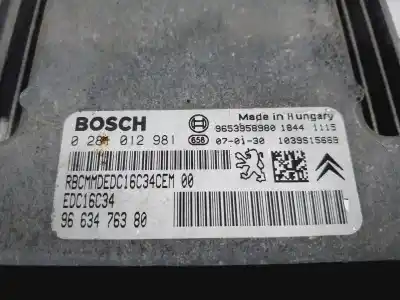 BOSCH
Made in Hungary
9653958980 1844 1115
0 281 012 981
658 07-01-30 1039S15669
RBCMMDEDC16C34CEM 00
EDC16C34
96 634 763 80